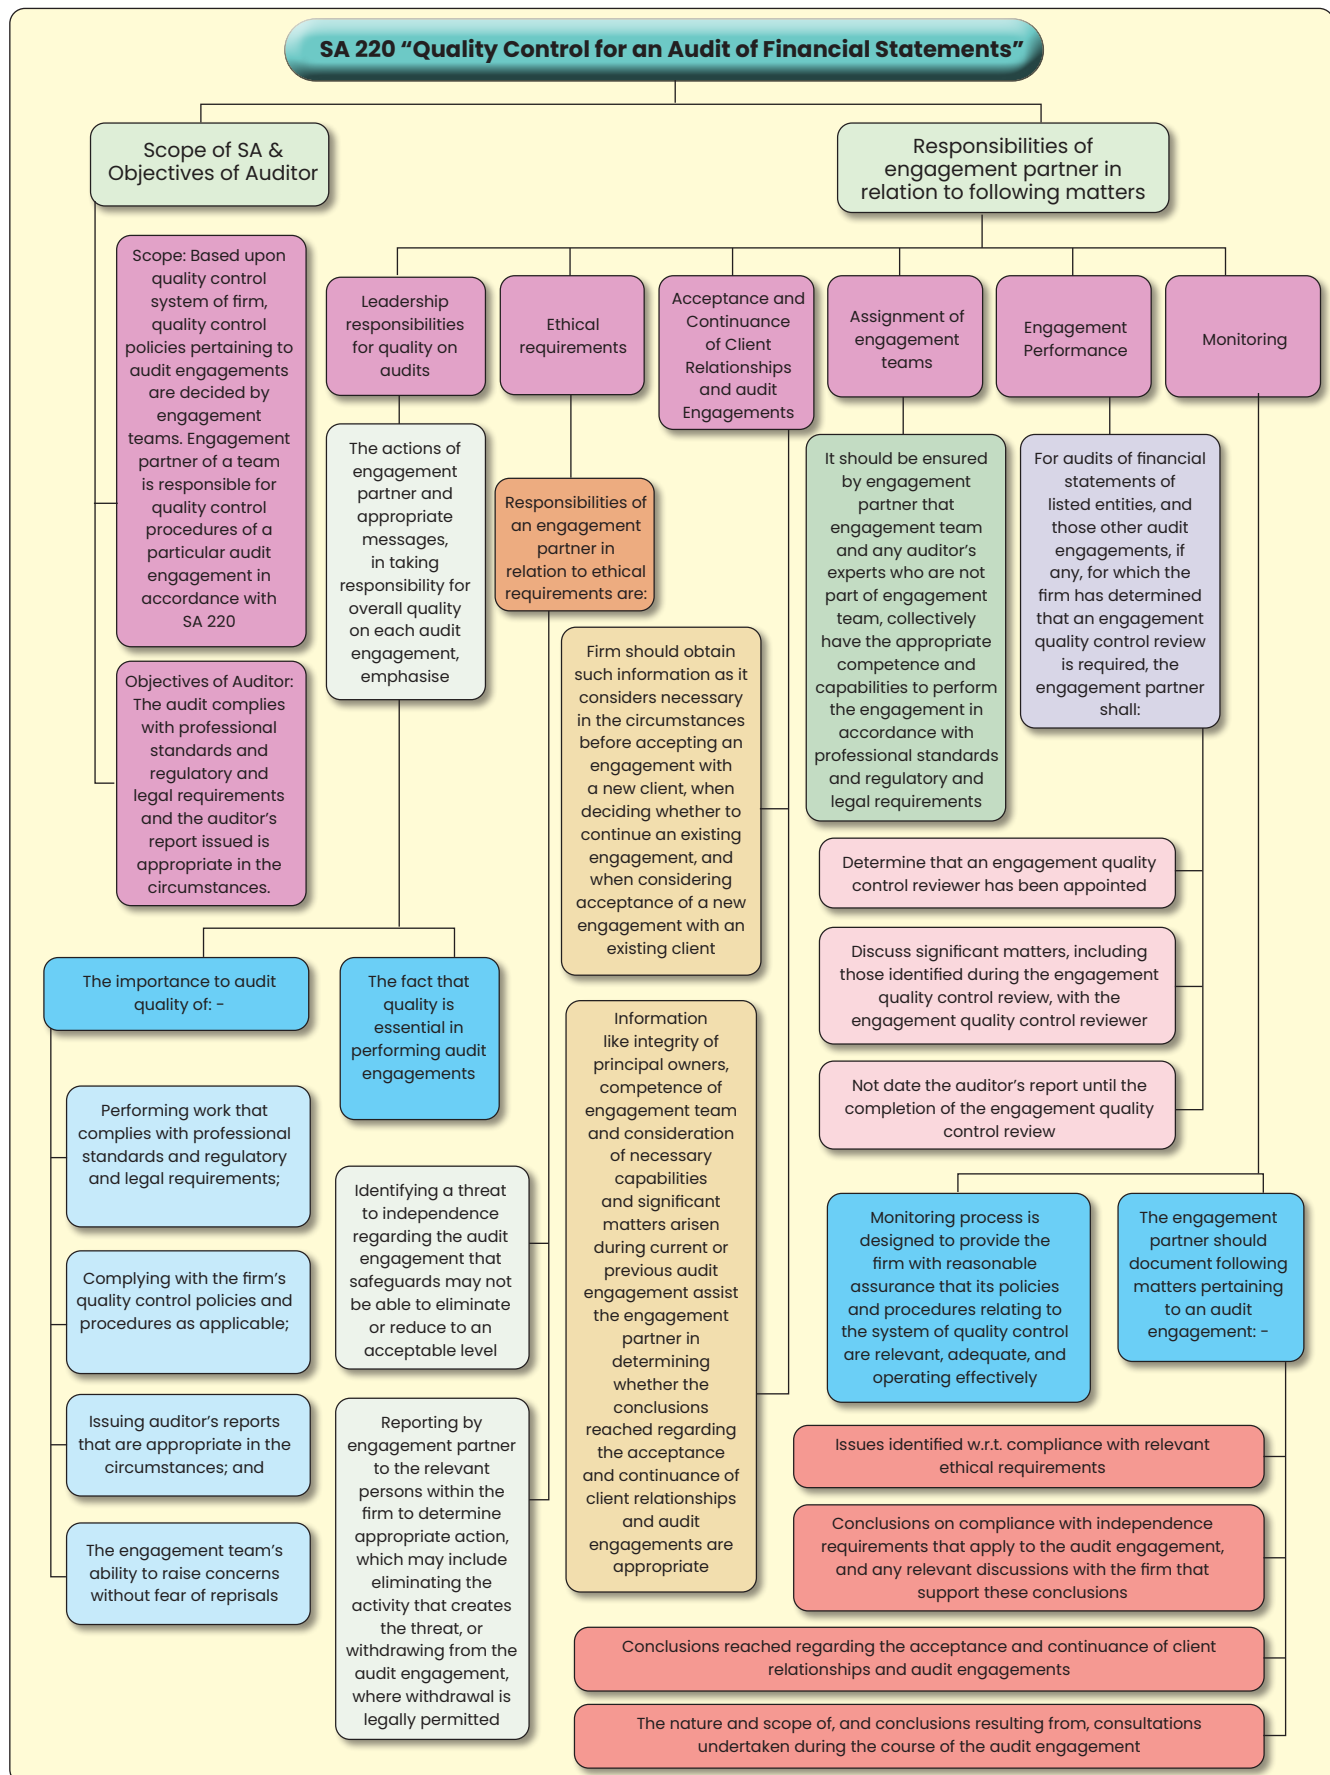 SA 220 “Quality Control for an Audit of Financial Statements”
Scope of SA &
Objectives of Auditor
Responsibilities of
engagement partner in
relation to following matters
Scope: Based upon
quality control
system of firm,
quality control
policies pertaining to
audit engagements
are decided by
engagement
teams. Engagement
partner of a team
is responsible for
quality control
procedures of a
particular audit
engagement in
accordance with
SA 220
Objectives of Auditor:
The audit complies
with professional
standards and
regulatory and
legal requirements
and the auditor’s
report issued is
appropriate in the
circumstances.
Leadership
responsibilities
for quality on
audits
Ethical
requirements
Acceptance and
Continuance
of Client
Relationships
and audit
Engagements
Assignment of
engagement
teams
Engagement
Performance
Monitoring
The actions of
engagement
partner and
appropriate
messages,
in taking
responsibility for
overall quality
on each audit
engagement,
emphasise
Responsibilities of
an engagement
partner in
relation to ethical
requirements are:
Firm should obtain
such information as it
considers necessary
in the circumstances
before accepting an
engagement with
a new client, when
deciding whether to
continue an existing
engagement, and
when considering
acceptance of a new
engagement with an
existing client
It should be ensured
by engagement
partner that
engagement team
and any auditor’s
experts who are not
part of engagement
team, collectively
have the appropriate
competence and
capabilities to perform
the engagement in
accordance with
professional standards
and regulatory and
legal requirements
For audits of financial
statements of
listed entities, and
those other audit
engagements, if
any, for which the
firm has determined
that an engagement
quality control review
is required, the
engagement partner
shall:
Determine that an engagement quality
control reviewer has been appointed
Discuss significant matters, including
those identified during the engagement
quality control review, with the
engagement quality control reviewer
Not date the auditor’s report until the
completion of the engagement quality
control review
The importance to audit
quality of: -
The fact that
quality is
essential in
performing audit
engagements
Performing work that
complies with professional
standards and regulatory
and legal requirements;
Complying with the firm’s
quality control policies and
procedures as applicable;
Issuing auditor’s reports
that are appropriate in the
circumstances; and
The engagement team’s
ability to raise concerns
without fear of reprisals
Identifying a threat
to independence
regarding the audit
engagement that
safeguards may not
be able to eliminate
or reduce to an
acceptable level
Reporting by
engagement partner
to the relevant
persons within the
firm to determine
appropriate action,
which may include
eliminating the
activity that creates
the threat, or
withdrawing from the
audit engagement,
where withdrawal is
legally permitted
Information
like integrity of
principal owners,
competence of
engagement team
and consideration
of necessary
capabilities
and significant
matters arisen
during current or
previous audit
engagement assist
the engagement
partner in
determining
whether the
conclusions
reached regarding
the acceptance
and continuance of
client relationships
and audit
engagements are
appropriate
Monitoring process is
designed to provide the
firm with reasonable
assurance that its policies
and procedures relating to
the system of quality control
are relevant, adequate, and
operating effectively
The engagement
partner should
document following
matters pertaining
to an audit
engagement: -
Issues identified w.r.t. compliance with relevant
ethical requirements
Conclusions on compliance with independence
requirements that apply to the audit engagement,
and any relevant discussions with the firm that
support these conclusions
Conclusions reached regarding the acceptance and continuance of client
relationships and audit engagements
The nature and scope of, and conclusions resulting from, consultations
undertaken during the course of the audit engagement